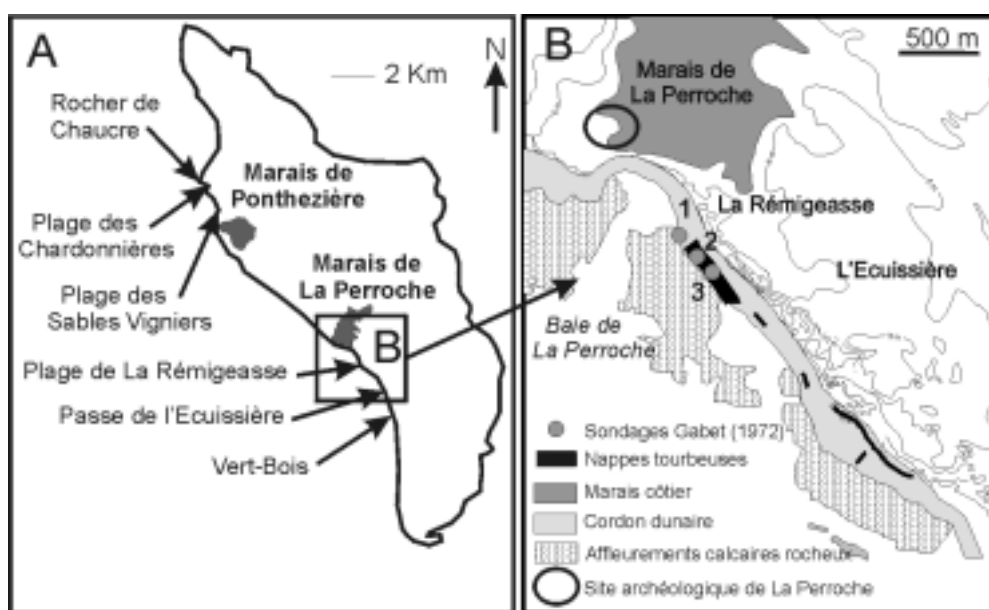 A
N
2 Km
Rocher de
Chaucre
Marais de
Ponthezière
Plage des
Chardonnières
Marais de
La Perroche
Plage des
Sables Vigniers
B
Plage de La Rémigeasse
Passe de l'Ecuissière
Vert-Bois
B
500 m
Marais de
La Perroche
La Rémigeasse
1
2
L'Ecuissière
3
Baie de
La Perroche
Sondages Gabet (1972)
Nappes tourbeuses
Marais côtier
Cordon dunaire
Affleurements calcaires rocheux
Site archéologique de La Perroche